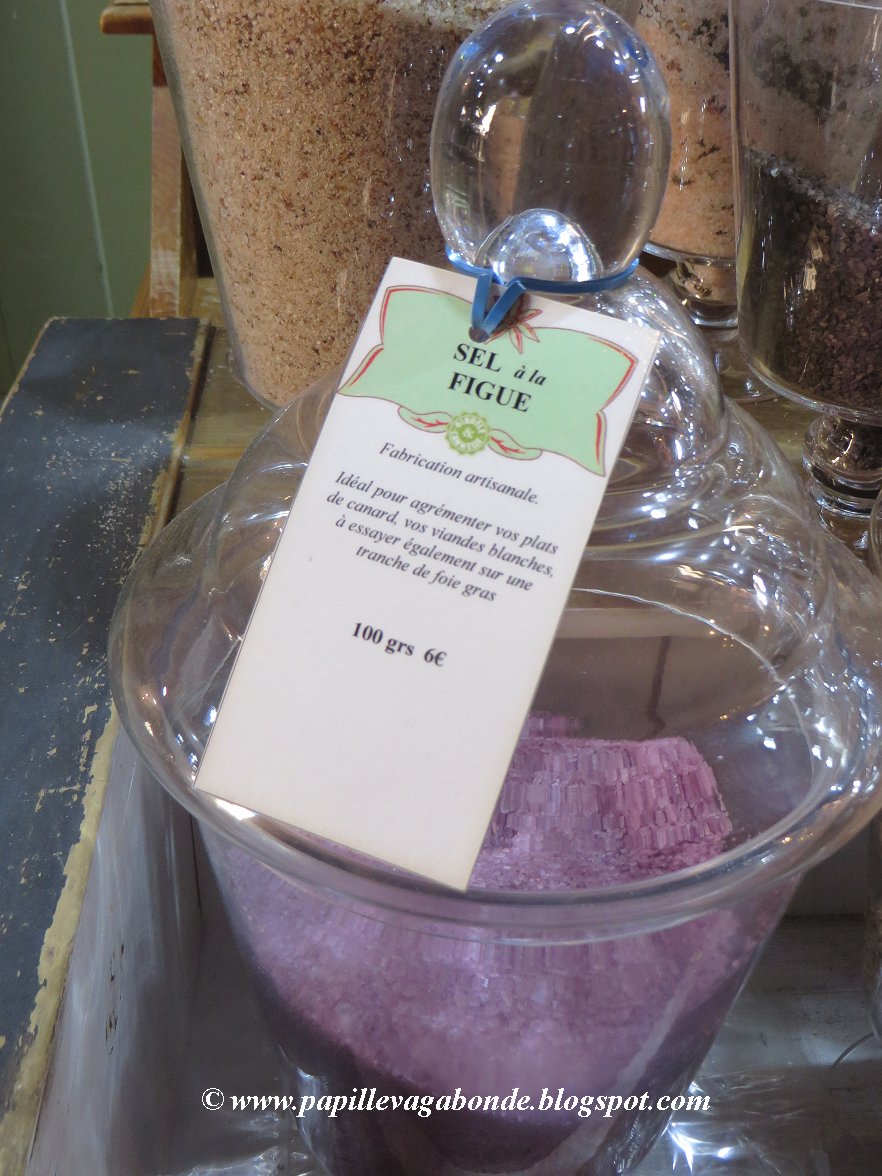 SEL à la
FIGUE
Fabrication artisanale.
Idéal pour agrémenter vos plats
de canard, vos viandes blanches,
à essayer également sur une
tranche de foie gras
100 grs 6€
© www.papillevagabonde.blogspot.com